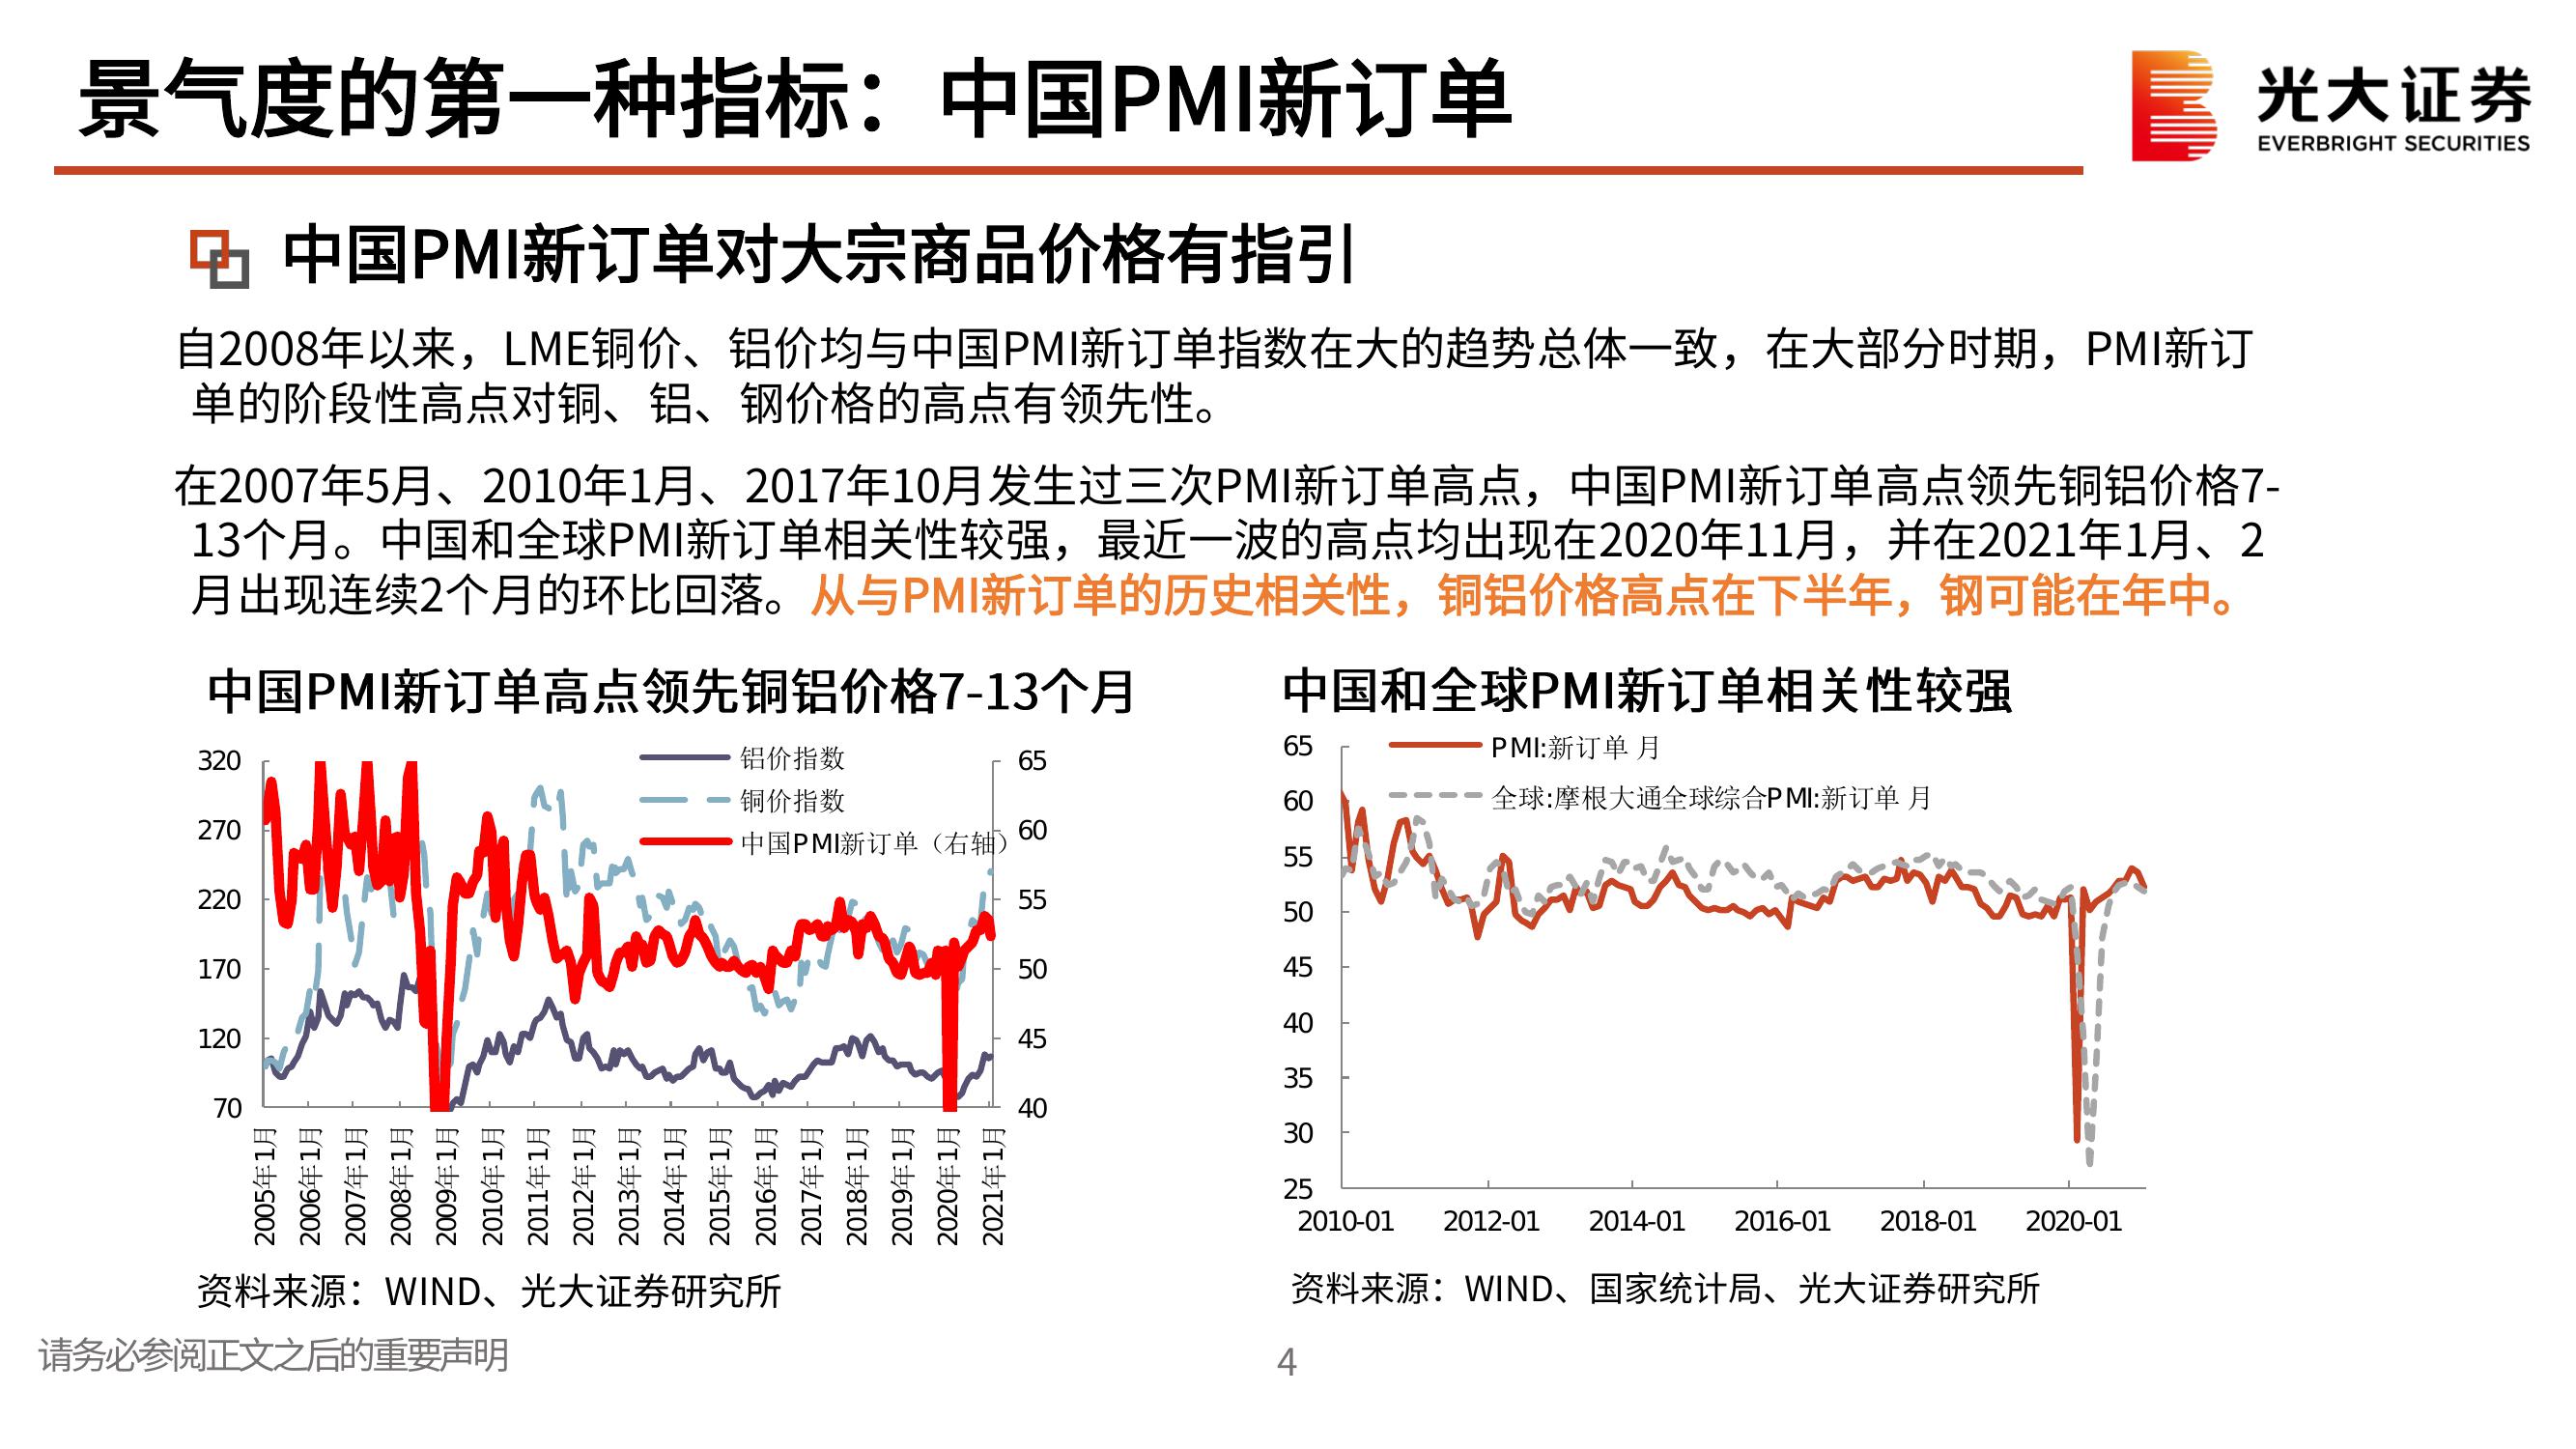 景气度的第一种指标：中国PMI新订单
光大证券
EVERBRIGHT SECURITIES
中国PMI新订单对大宗商品价格有指引
自2008年以来，LME铜价、铝价均与中国PMI新订单指数在大的趋势总体一致，在大部分时期，PMI新订
单的阶段性高点对铜、铝、钢价格的高点有领先性。
在2007年5月、2010年1月、2017年10月发生过三次PMI新订单高点，中国PMI新订单高点领先铜铝价格7-
13个月。中国和全球PMI新订单相关性较强，最近一波的高点均出现在2020年11月，并在2021年1月、2
月出现连续2个月的环比回落。从与PMI新订单的历史相关性，铜铝价格高点在下半年，钢可能在年中。
中国PMI新订单高点领先铜铝价格7-13个月
320
270
220
170
120
70
铝价指数
铜价指数
中国PMI新订单（右轴）
65
60
55
50
45
40
2005年1月
2006年1月
2007年1月
2008年1月
2009年1月
2010年1月
2011年1月
2012年1月
2013年1月
2014年1月
2015年1月
2016年1月
2017年1月
2018年1月
2019年1月
2020年1月
2021年1月
资料来源：WIND、光大证券研究所
中国和全球PMI新订单相关性较强
65
60
55
50
45
40
35
30
25
PMI:新订单 月
全球:摩根大通全球综合PMI:新订单 月
2010-01
2012-01
2014-01
2016-01
2018-01
2020-01
资料来源：WIND、国家统计局、光大证券研究所
请务必参阅正文之后的重要声明
4